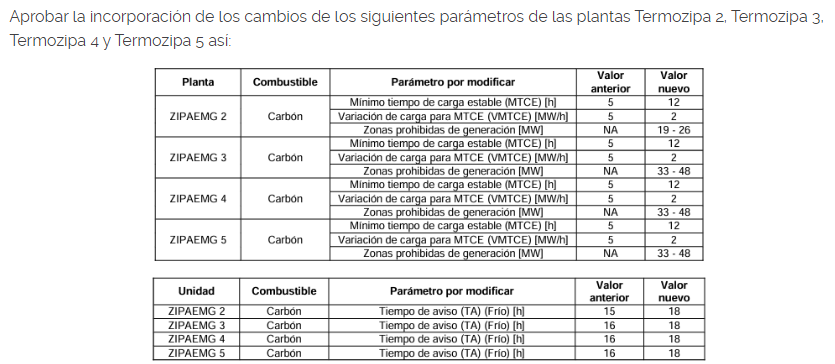 Aprobar la incorporación de los cambios de los siguientes parámetros de las plantas Termozipa 2, Termozipa 3,
Termozipa 4 y Termozipa 5 así:
Planta Combustible Parámetro por modificar Valor anterior Valor nuevo
ZIPAEMG 2 Carbón Mínimo tiempo de carga estable (MTCE) [h] 5 12
Variación de carga para MTCE (VMTCE) [MW/h] 5 2
Zonas prohibidas de generación [MW] NA 19 - 26
ZIPAEMG 3 Carbón Mínimo tiempo de carga estable (MTCE) [h] 5 12
Variación de carga para MTCE (VMTCE) [MW/h] 5 2
Zonas prohibidas de generación [MW] NA 33 - 48
ZIPAEMG 4 Carbón Mínimo tiempo de carga estable (MTCE) [h] 5 12
Variación de carga para MTCE (VMTCE) [MW/h] 5 2
Zonas prohibidas de generación [MW] NA 33 - 48
ZIPAEMG 5 Carbón Mínimo tiempo de carga estable (MTCE) [h] 5 12
Variación de carga para MTCE (VMTCE) [MW/h] 5 2
Zonas prohibidas de generación [MW] NA 33 - 48
Unidad Combustible Parámetro por modificar Valor anterior Valor nuevo
ZIPAEMG 2 Carbón Tiempo de aviso (TA) (Frío) [h] 15 18
ZIPAEMG 3 Carbón Tiempo de aviso (TA) (Frío) [h] 16 18
ZIPAEMG 4 Carbón Tiempo de aviso (TA) (Frío) [h] 16 18
ZIPAEMG 5 Carbón Tiempo de aviso (TA) (Frío) [h] 16 18